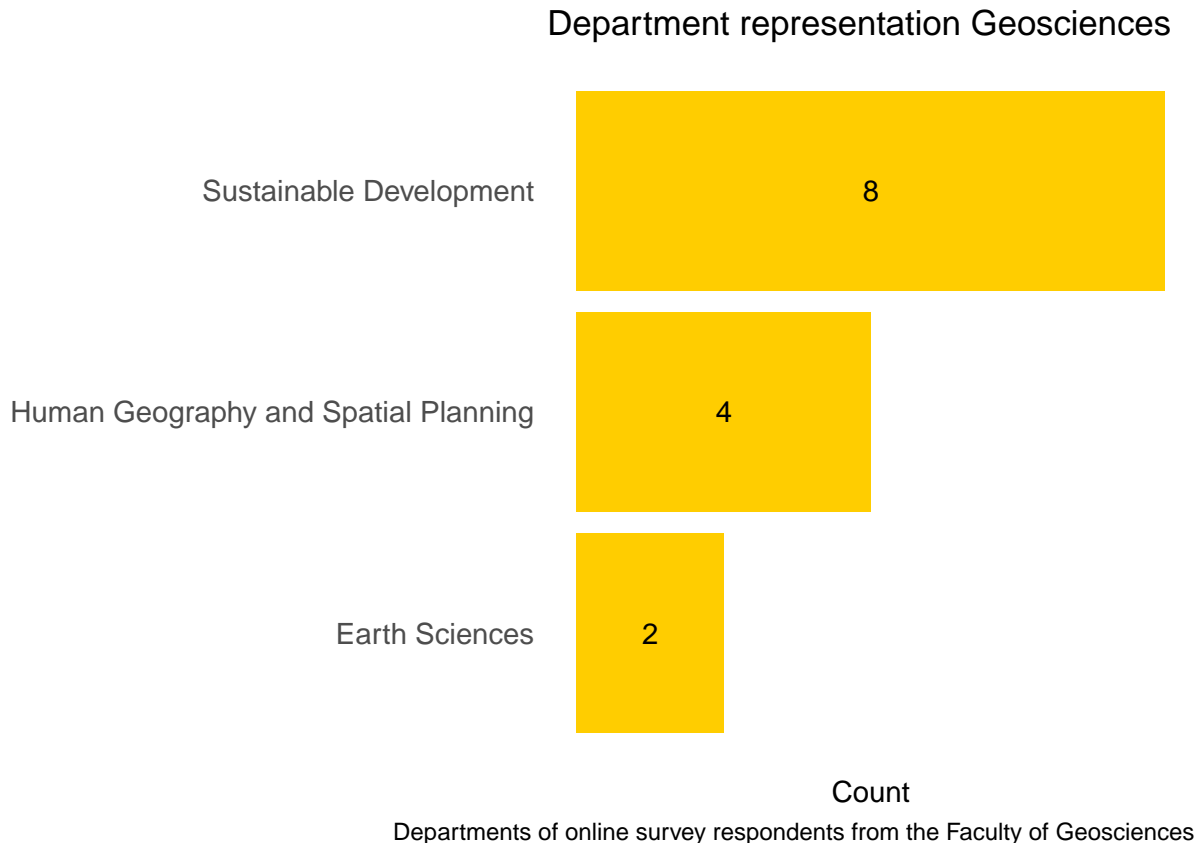 Department representation Geosciences
Sustainable Development
8
Human Geography and Spatial Planning
4
Earth Sciences
2
Count
Departments of online survey respondents from the Faculty of Geosciences